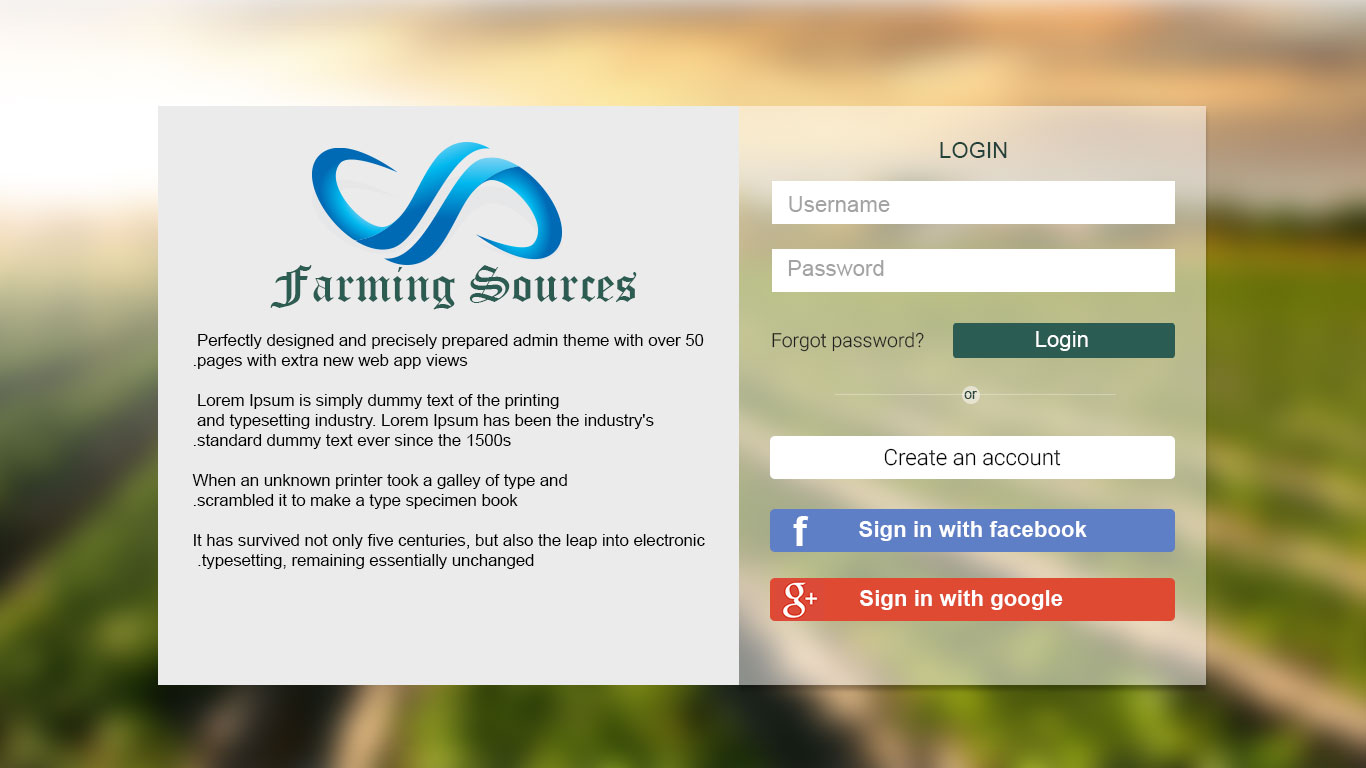 Farming Sources
Perfectly designed and precisely prepared admin theme with over 50
.pages with extra new web app views
Lorem Ipsum is simply dummy text of the printing
and typesetting industry. Lorem Ipsum has been the industry's
.standard dummy text ever since the 1500s
When an unknown printer took a galley of type and
.scrambled it to make a type specimen book
It has survived not only five centuries, but also the leap into electronic
.typesetting, remaining essentially unchanged
LOGIN
Username
Password
Forgot password?
Login
or
Create an account
f
Sign in with facebook
g+
Sign in with google